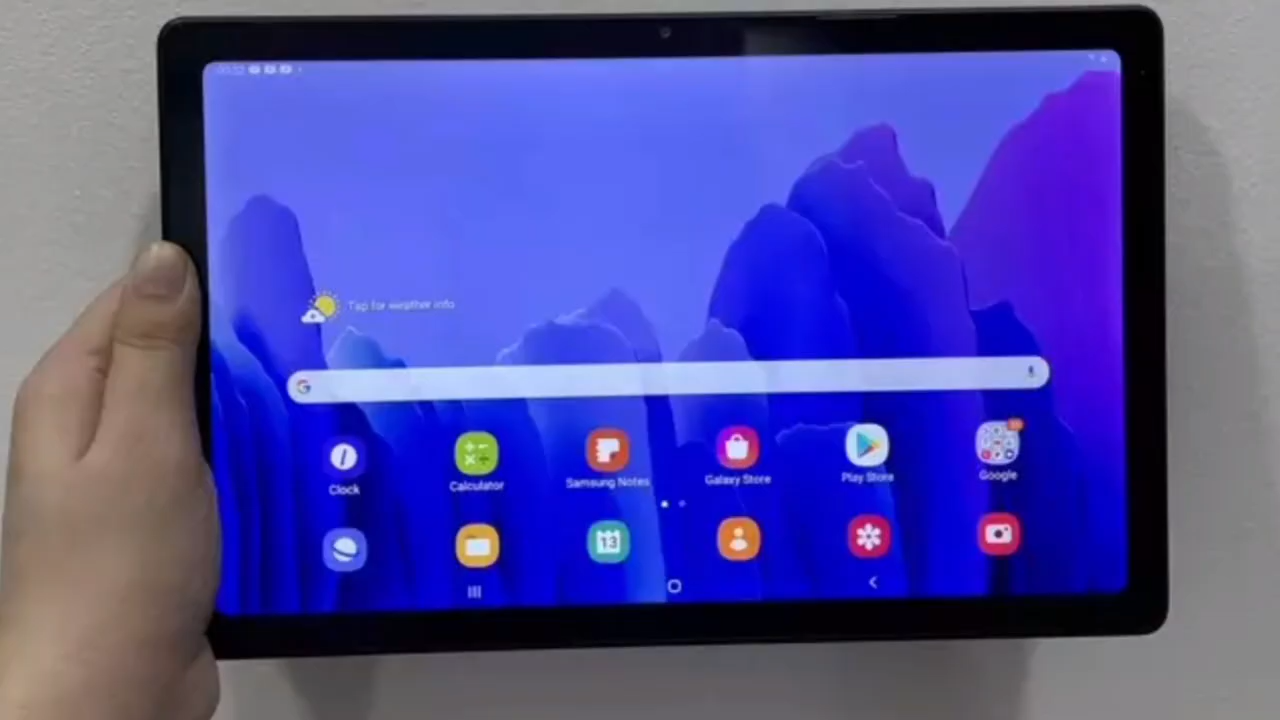 Tap for weather info
G
Clock
Calculator
Samsung Notes
Galaxy Store
Play Store
Google
13